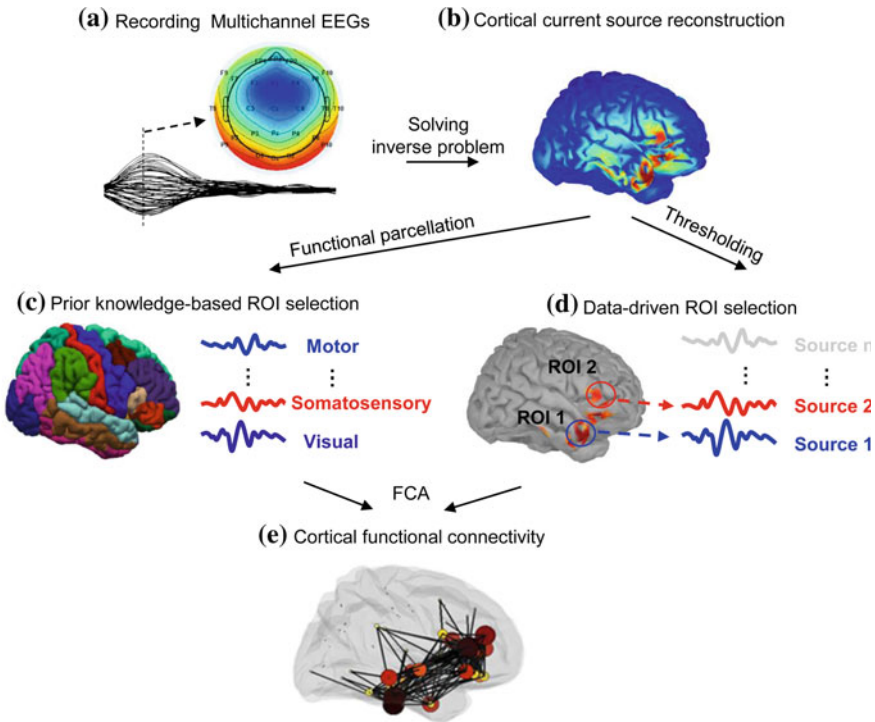 (a) Recording Multichannel EEGs
(b) Cortical current source reconstruction
Solving
inverse problem
Functional parcellation
Thresholding
(c) Prior knowledge-based ROI selection
Motor
Somatosensory
Visual
(d) Data-driven ROI selection
ROI 2
ROI 1
Source n
Source 2
Source 1
FCA
(e) Cortical functional connectivity